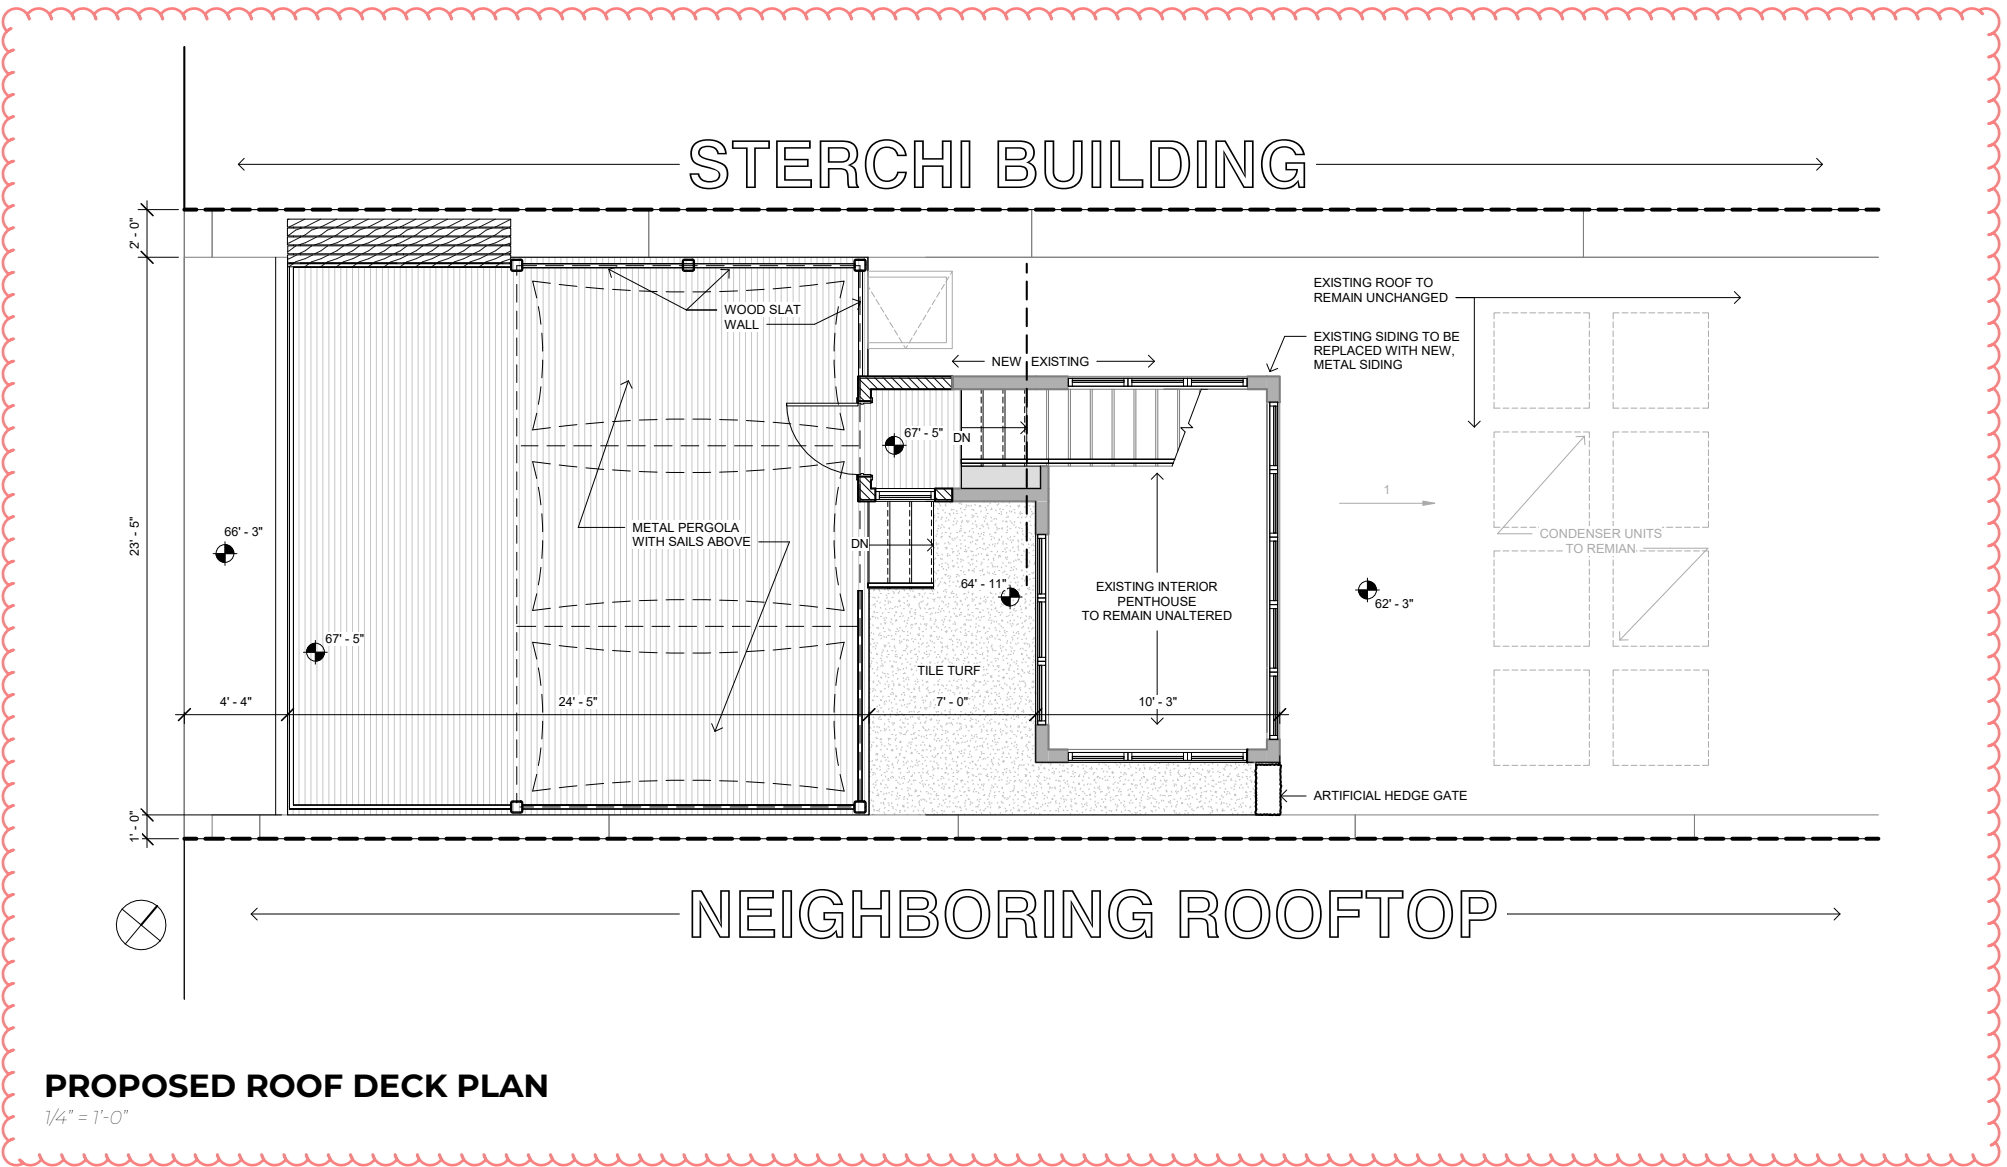 STERCHI BUILDING
2' - 0"
EXISTING ROOF TO
REMAIN UNCHANGED
WOOD SLAT
WALL
EXISTING SIDING TO BE
REPLACED WITH NEW,
METAL SIDING
NEW
EXISTING
67' - 5"
DN
1
METAL PERGOLA
WITH SAILS ABOVE
23' - 5"
66' - 3"
DN
CONDENSER UNITS
TO REMIAN
64' - 11"
EXISTING INTERIOR
PENTHOUSE
TO REMAIN UNALTERED
62' - 3"
67' - 5"
TILE TURF
4' - 4"
24' - 5"
7' - 0"
10' - 3"
ARTIFICIAL HEDGE GATE
1' - 0"
NEIGHBORING ROOFTOP
PROPOSED ROOF DECK PLAN
1/4" = 1'-0"